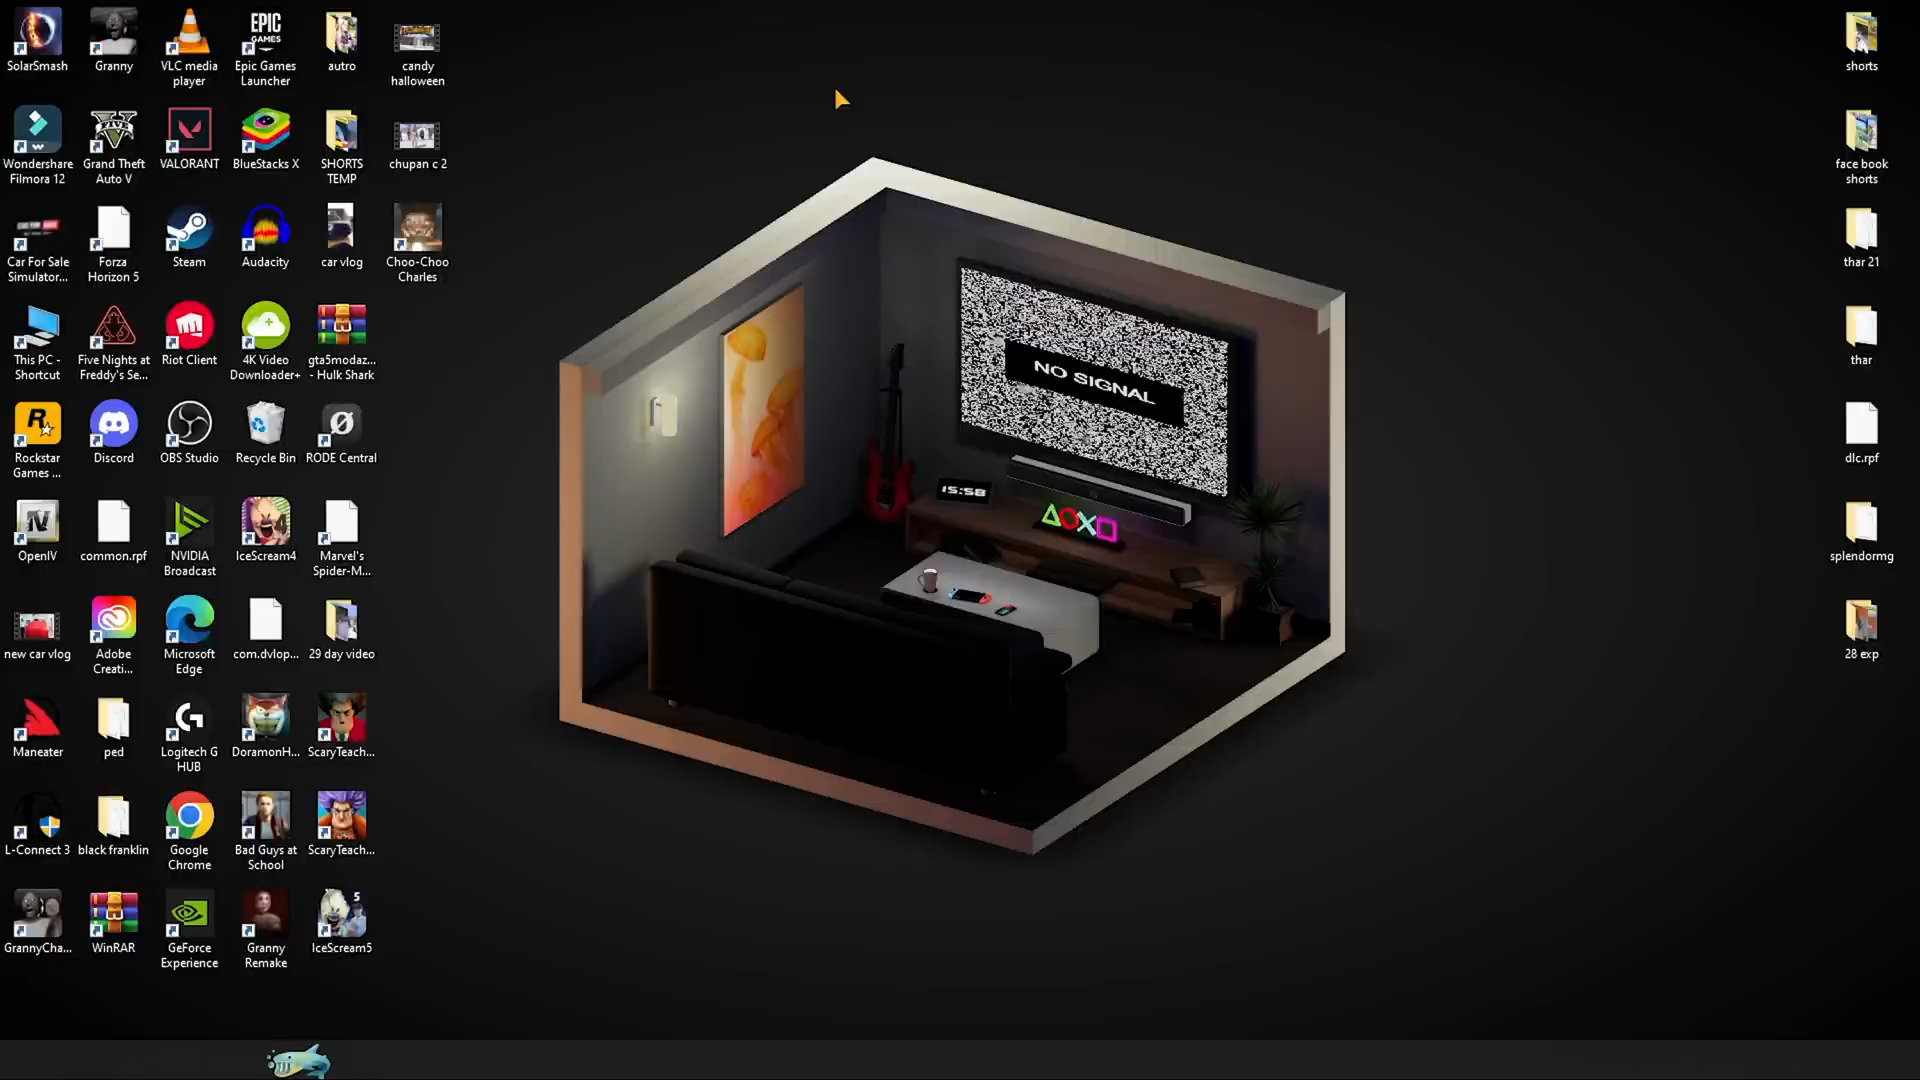 SolarSmash
Granny
VLC media
player
EPIC
GAMES
Epic Games
Launcher
autro
candy
halloween
Wondershare
Filmora 12
FIVE
Grand Theft
Auto V
VALORANT
BlueStacks X
SHORTS
TEMP
chupan c 2
Car For Sale
Simulator...
Forza
Horizon 5
Steam
Audacity
car vlog
Choo-Choo
Charles
This PC -
Shortcut
Five Nights at
Freddy's Se...
Riot Client
4K Video
Downloader+
gta5modaz...
- Hulk Shark
R
Rockstar
Games ...
Discord
OBS Studio
Recycle Bin
RODE Central
N
OpenIV
common.rpf
NVIDIA
Broadcast
IceScream4
Marvel's
Spider-M...
new car vlog
Adobe
Creati...
Microsoft
Edge
com.dvlop...
29 day video
Maneater
ped
G
Logitech G
HUB
DoramonH...
ScaryTeach...
L-Connect 3
black franklin
Google
Chrome
Bad Guys at
School
ScaryTeach...
GrannyCha...
WinRAR
GeForce
Experience
Granny
Remake
5
IceScream5
NO SIGNAL
15:58
shorts
face book
shorts
thar 21
thar
dlc.rpf
splendormg
28 exp